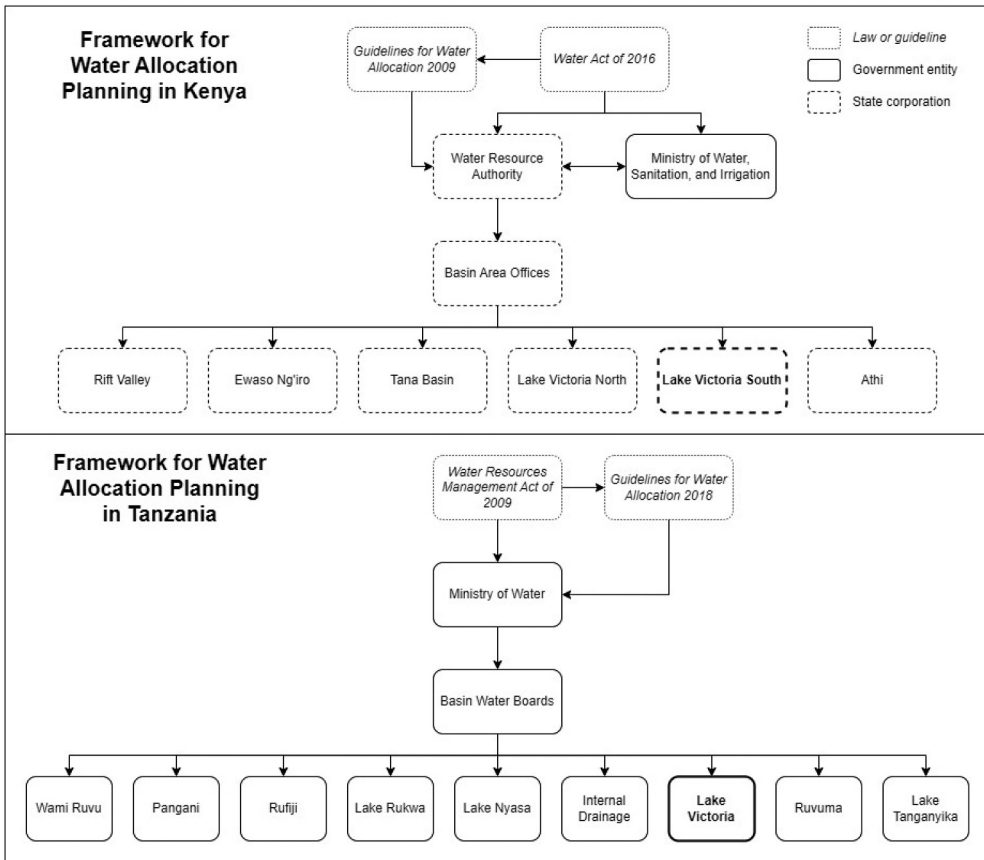 Framework for
Water Allocation
Planning in Kenya
Guidelines for Water
Allocation 2009
Water Act of 2016
Law or guideline
Government entity
State corporation
Water Resource
Authority
Ministry of Water,
Sanitation, and Irrigation
Basin Area Offices
Rift Valley
Ewaso Ng'iro
Tana Basin
Lake Victoria North
Lake Victoria South
Athi
Framework for Water
Allocation Planning
in Tanzania
Water Resources
Management Act of
2009
Guidelines for Water
Allocation 2018
Ministry of Water
Basin Water Boards
Wami Ruvu
Pangani
Rufiji
Lake Rukwa
Lake Nyasa
Internal
Drainage
Lake
Victoria
Ruvuma
Lake
Tanganyika